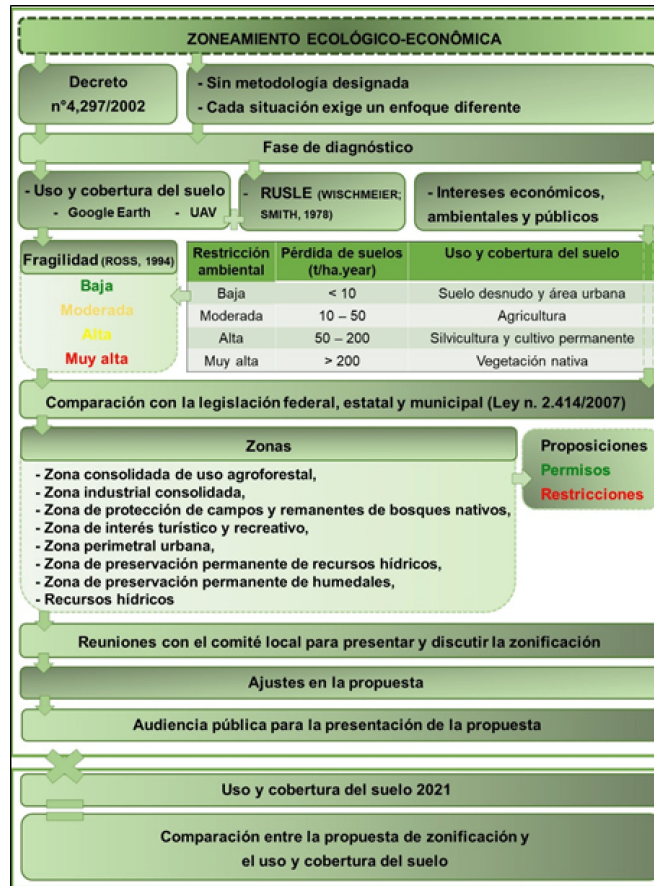 ZONEAMIENTO ECOLÓGICO-ECONÔMICA
Decreto
n°4,297/2002
- Sin metodología designada
- Cada situación exige un enfoque diferente
Fase de diagnóstico
- Uso y cobertura del suelo
- Google Earth - UAV
- RUSLE (WISCHMEIER;
SMITH, 1978)
- Intereses económicos,
ambientales y públicos
Fragilidad (ROSS, 1994)
Baja
Moderada
Alta
Muy alta
Restricción ambiental Pérdida de suelos (t/ha.year) Uso y cobertura del suelo
Baja < 10 Suelo desnudo y área urbana
Moderada 10 – 50 Agricultura
Alta 50 – 200 Silvicultura y cultivo permanente
Muy alta > 200 Vegetación nativa
Comparación con la legislación federal, estatal y municipal (Ley n. 2.414/2007)
Zonas
- Zona consolidada de uso agroforestal,
- Zona industrial consolidada,
- Zona de protección de campos y remanentes de bosques nativos,
- Zona de interés turístico y recreativo,
- Zona perimetral urbana,
- Zona de preservación permanente de recursos hídricos,
- Zona de preservación permanente de humedales,
- Recursos hídricos
Proposiciones
Permisos
Restricciones
Reuniones con el comité local para presentar y discutir la zonificación
Ajustes en la propuesta
Audiencia pública para la presentación de la propuesta
Uso y cobertura del suelo 2021
Comparación entre la propuesta de zonificación y
el uso y cobertura del suelo